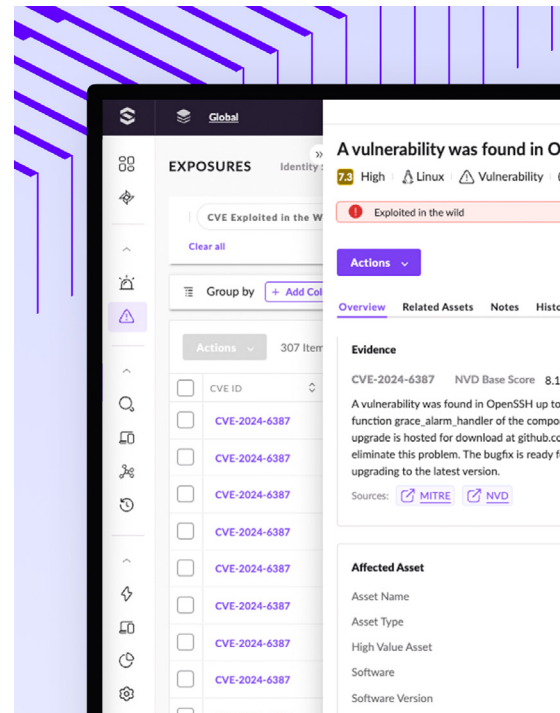 Global
A vulnerability was found in O
EXPOSURES
Identity
7.3 High
Linux
Vulnerability
CVE Exploited in the W
Exploited in the wild
Clear all
Actions
Group by
+ Add Col
Overview
Related Assets
Notes
Histo
Actions
307 Item
Evidence
CVE ID
CVE-2024-6387
NVD Base Score 8.1
CVE-2024-6387
CVE-2024-6387
CVE-2024-6387
CVE-2024-6387
CVE-2024-6387
CVE-2024-6387
CVE-2024-6387
CVE-2024-6387
A vulnerability was found in OpenSSH up to
function grace_alarm_handler of the compo
upgrade is hosted for download at github.co
eliminate this problem. The bugfix is ready f
upgrading to the latest version.
Sources:
MITRE
NVD
Affected Asset
Asset Name
Asset Type
High Value Asset
Software
Software Version